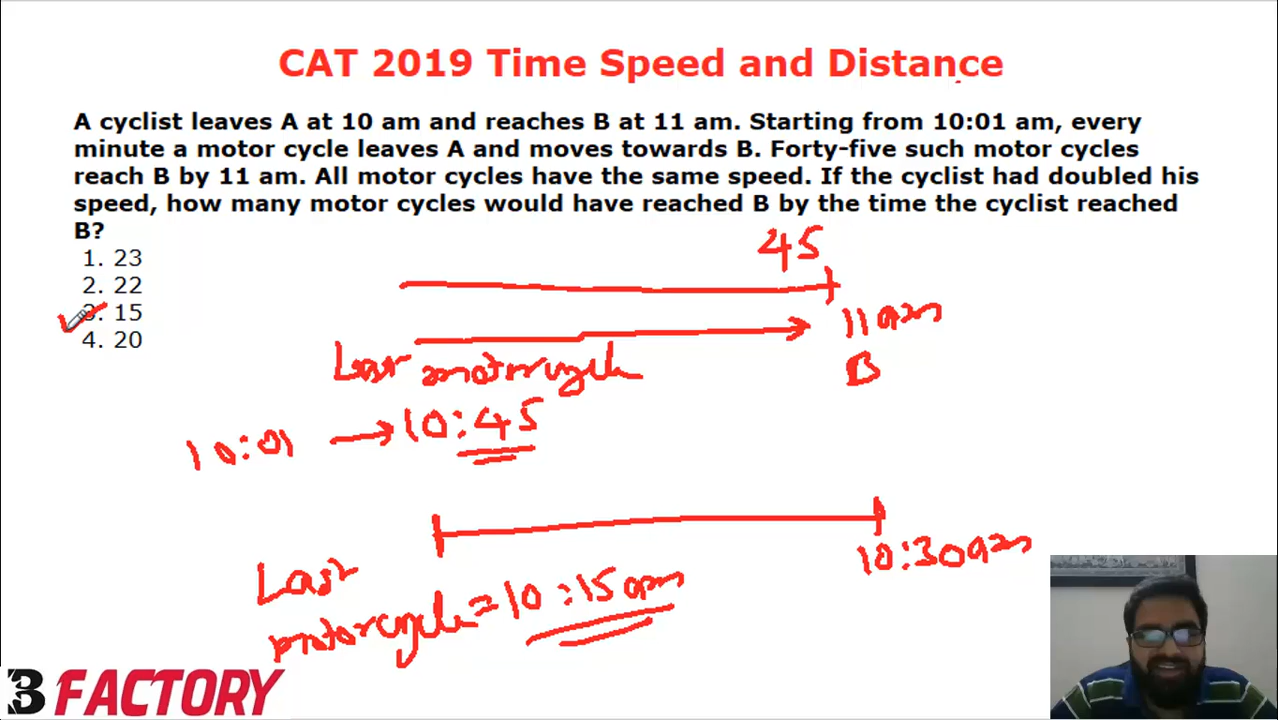 CAT 2019 Time Speed and Distance
A cyclist leaves A at 10 am and reaches B at 11 am. Starting from 10:01 am, every
minute a motor cycle leaves A and moves towards B. Forty-five such motor cycles
reach B by 11 am. All motor cycles have the same speed. If the cyclist had doubled his
speed, how many motor cycles would have reached B by the time the cyclist reached
B?
1. 23
2. 22
3. 15
4. 20
45
11am
B
Last motorcycle
10:01 → 10:45
10:30am
Last
motorcycle = 10:15am
3 FACTORY